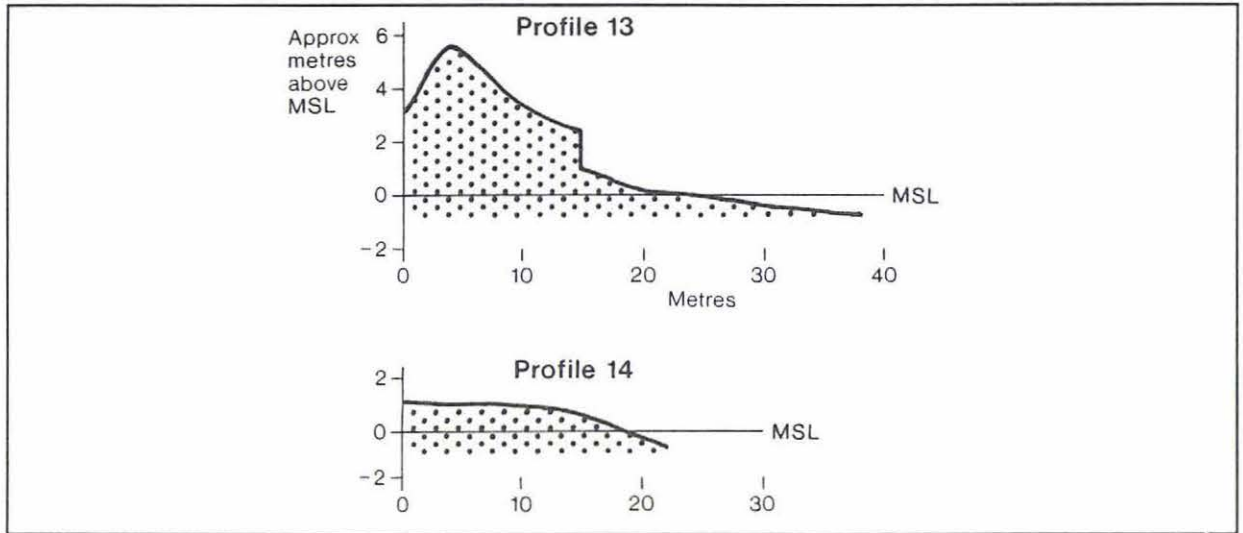 Profile 13
Approx
metres
above
MSL
6
4
2
0
MSL
−2
0 10 20 30 40
Metres
Profile 14
2
0
MSL
−2
0 10 20 30